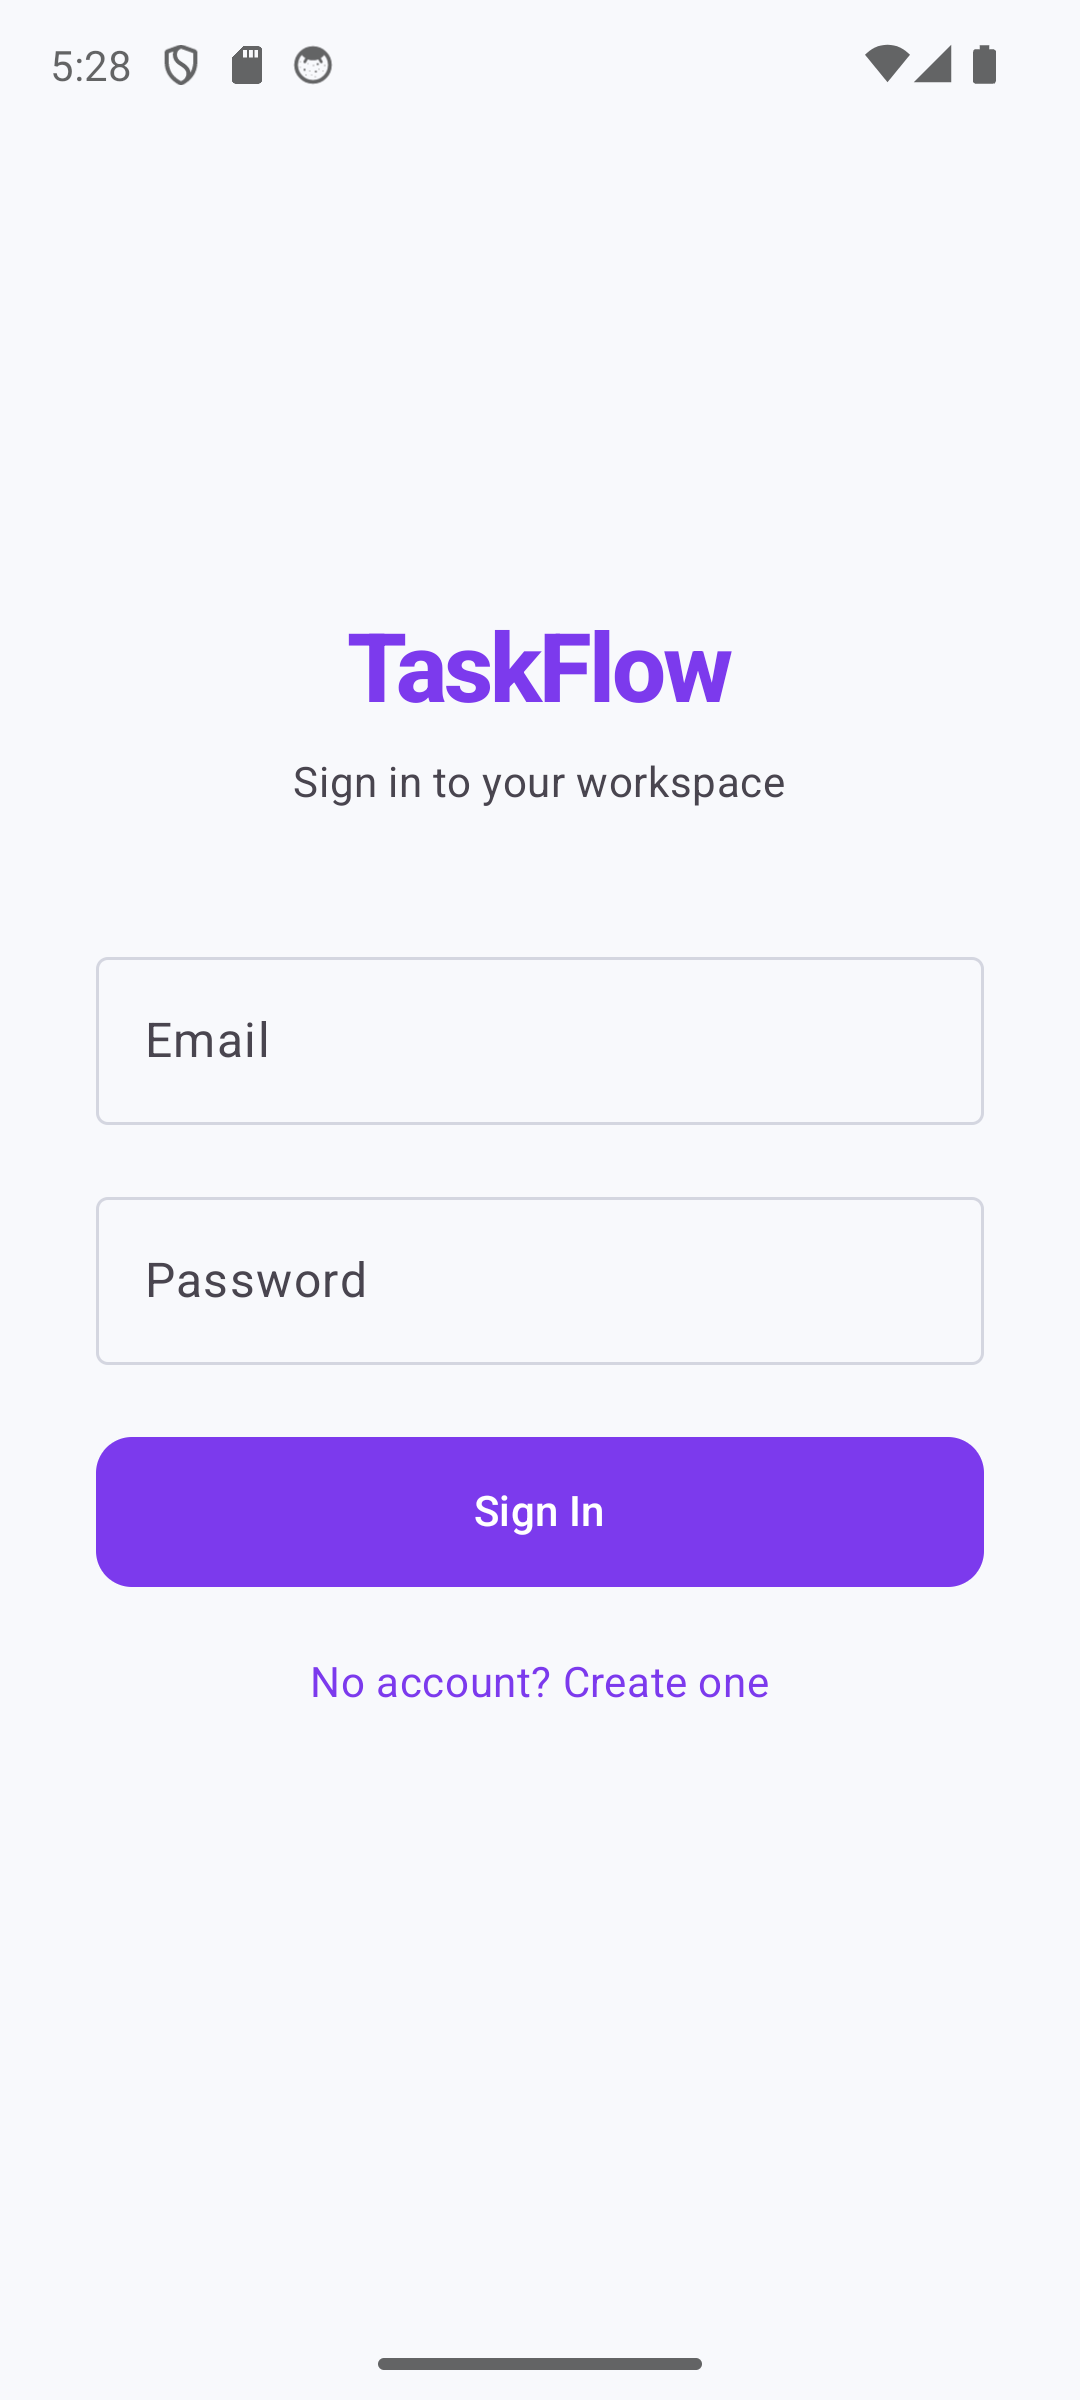 5:28
TaskFlow
Sign in to your workspace
Email
Password
Sign In
No account? Create one